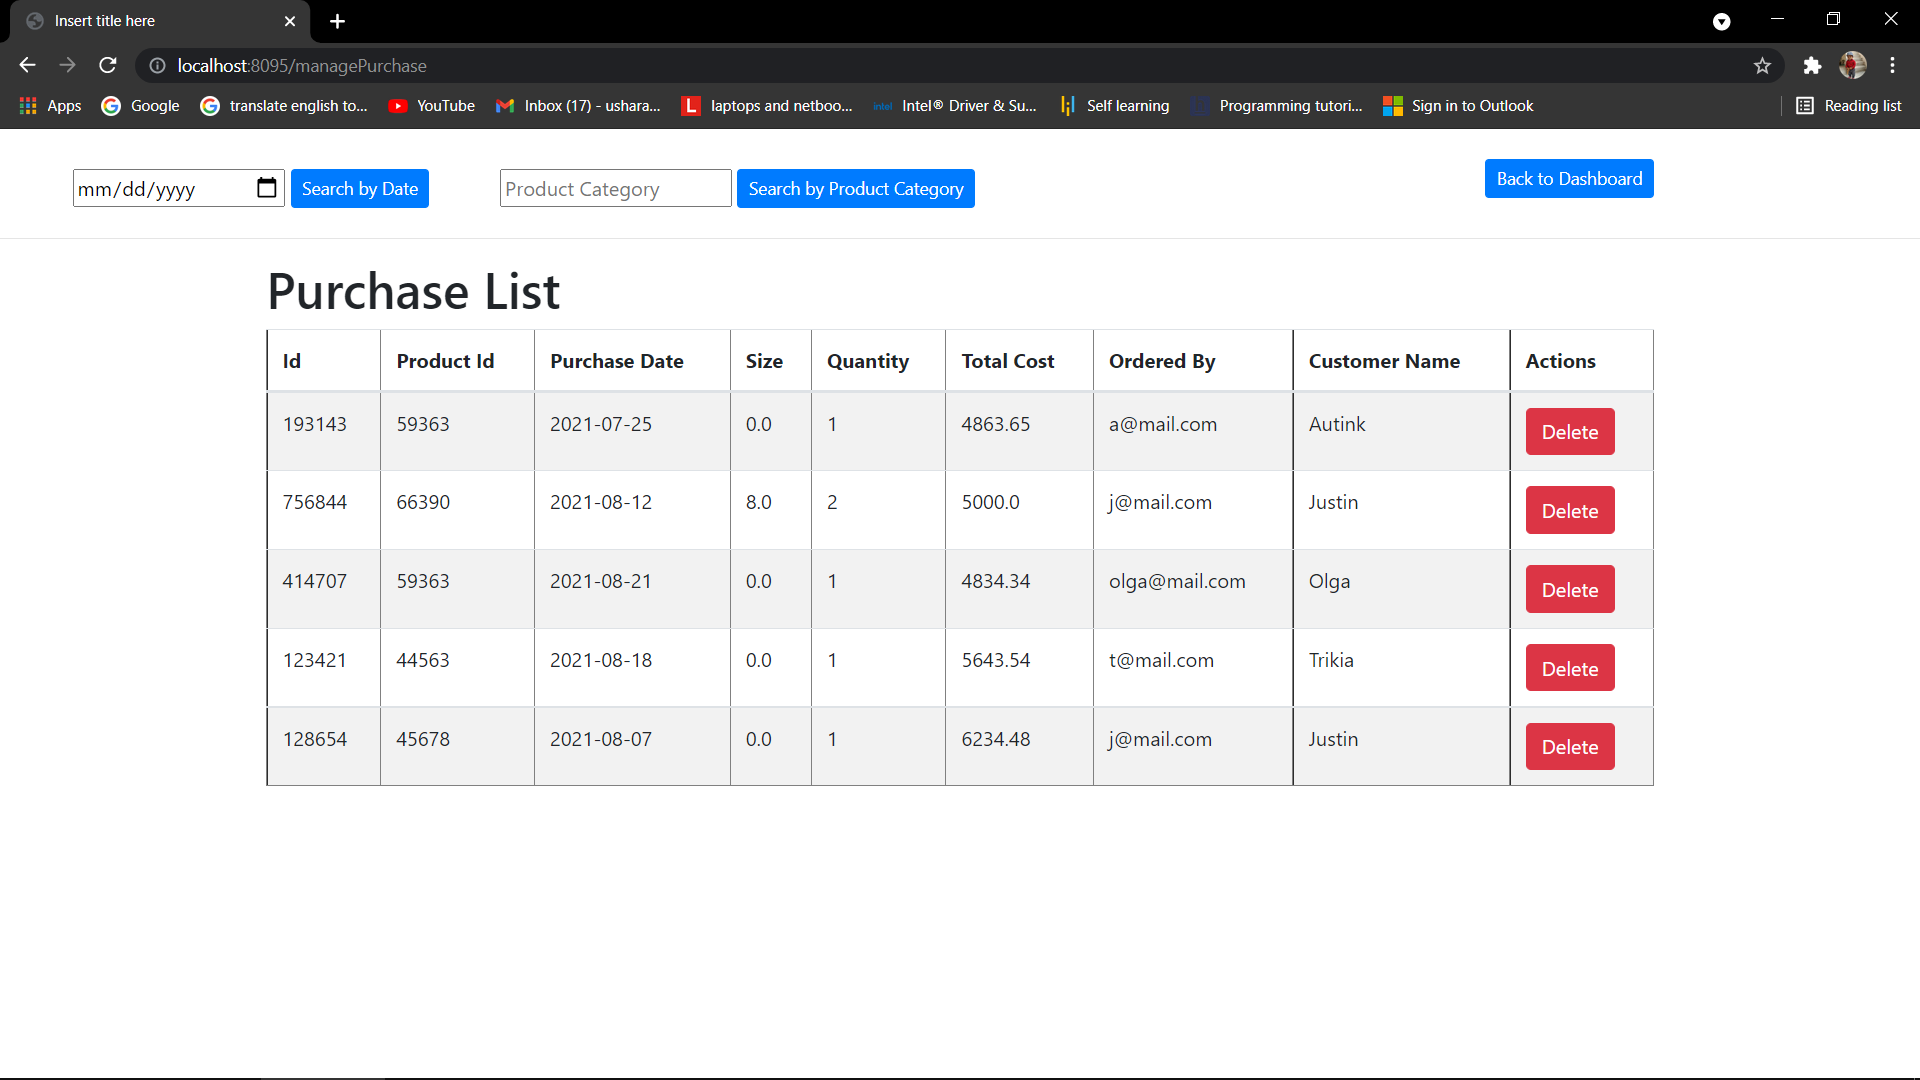 Insert title here
localhost:8095/managePurchase
Apps Google translate english to... YouTube Inbox (17) - ushara... L laptops and netboo... intel Intel® Driver & Su... Self learning Programming tutori... Sign in to Outlook Reading list
mm/dd/yyyy Search by Date Product Category Search by Product Category Back to Dashboard
Purchase List
Id Product Id Purchase Date Size Quantity Total Cost Ordered By Customer Name Actions
193143 59363 2021-07-25 0.0 1 4863.65 a@mail.com Autink Delete
756844 66390 2021-08-12 8.0 2 5000.0 j@mail.com Justin Delete
414707 59363 2021-08-21 0.0 1 4834.34 olga@mail.com Olga Delete
123421 44563 2021-08-18 0.0 1 5643.54 t@mail.com Trikia Delete
128654 45678 2021-08-07 0.0 1 6234.48 j@mail.com Justin Delete